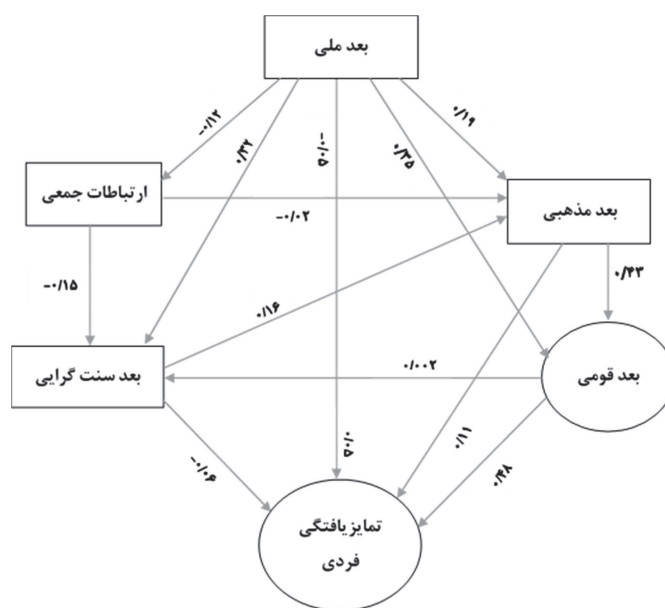 بعد ملی
-۰/۱۲
۰/۳۲
-۰/۰۵
۰/۳۵
۰/۱۹
ارتباطات جمعی
بعد مذهبی
-۰/۰۲
-۰/۱۵
۰/۴۳
۰/۱۶
بعد سنت گرایی
۰/۰۰۲
بعد قومی
-۰/۰۶
۰/۰۵
۰/۱۱
۰/۴۸
تمایزیافتگی
فردی